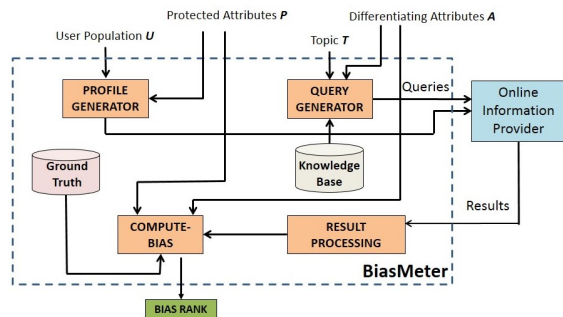 Protected Attributes P
Differentiating Attributes A
User Population U
Topic T
PROFILE
GENERATOR
QUERY
GENERATOR
Queries
Online
Information
Provider
Ground
Truth
Knowledge
Base
Results
COMPUTE-
BIAS
RESULT
PROCESSING
BiasMeter
BIAS RANK